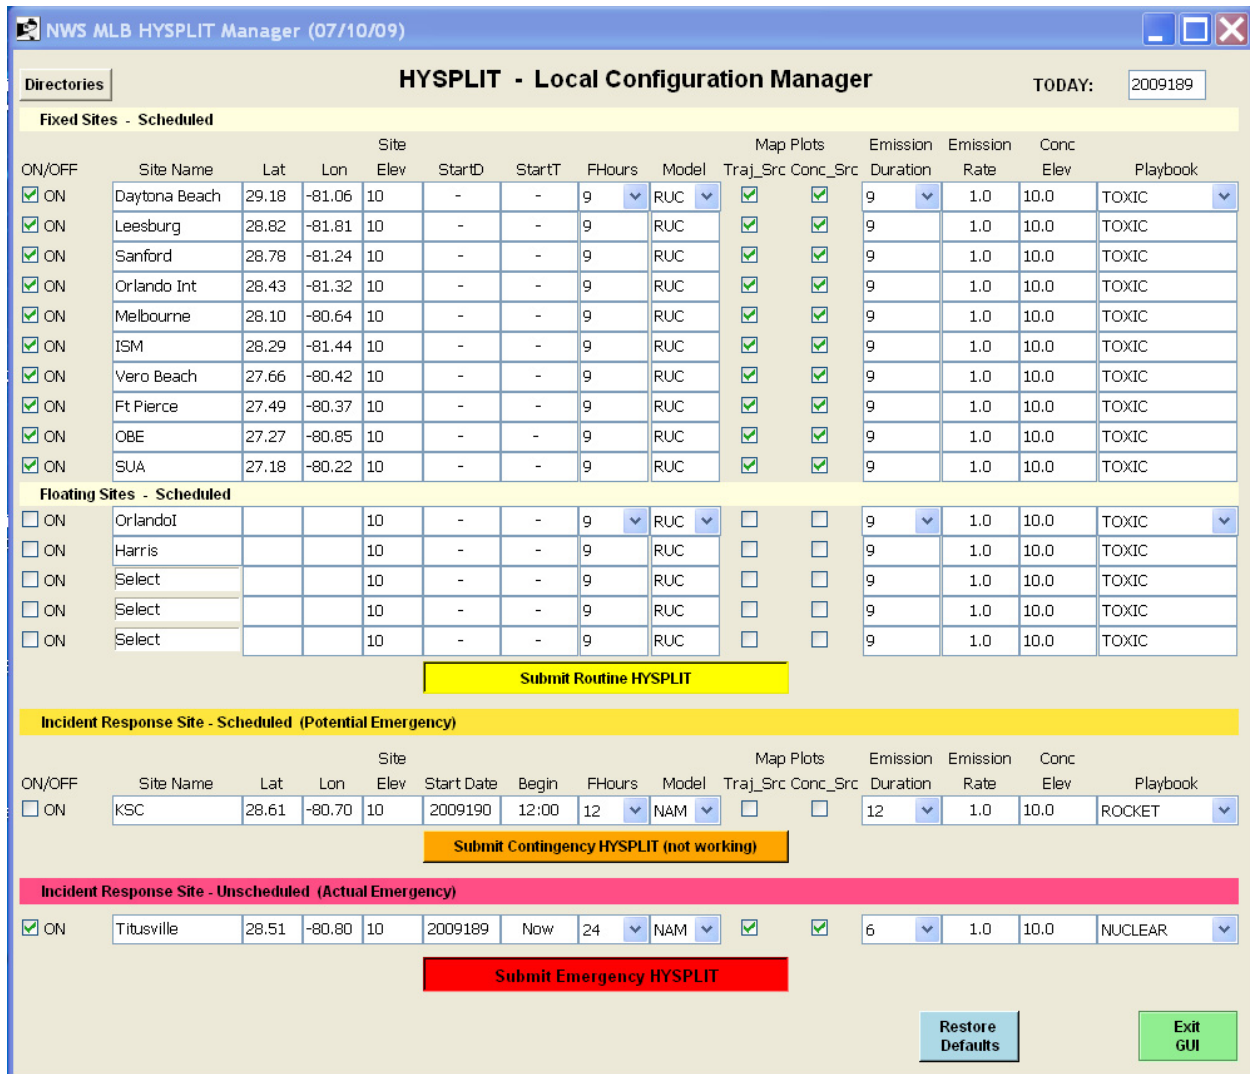 NWS MLB HYSPLIT Manager (07/10/09)
Directories HYSPLIT - Local Configuration Manager TODAY: 2009189
Fixed Sites - Scheduled
Site Map Plots Emission Emission Conc
ON/OFF Site Name Lat Lon Elev StartD StartT FHours Model Traj_Src Conc_Src Duration Rate Elev Playbook
ON Daytona Beach 29.18 -81.06 10 - - 9 RUC 9 1.0 10.0 TOXIC
ON Leesburg 28.82 -81.81 10 - - 9 RUC 9 1.0 10.0 TOXIC
ON Sanford 28.78 -81.24 10 - - 9 RUC 9 1.0 10.0 TOXIC
ON Orlando Int 28.43 -81.32 10 - - 9 RUC 9 1.0 10.0 TOXIC
ON Melbourne 28.10 -80.64 10 - - 9 RUC 9 1.0 10.0 TOXIC
ON ISM 28.29 -81.44 10 - - 9 RUC 9 1.0 10.0 TOXIC
ON Vero Beach 27.66 -80.42 10 - - 9 RUC 9 1.0 10.0 TOXIC
ON Ft Pierce 27.49 -80.37 10 - - 9 RUC 9 1.0 10.0 TOXIC
ON OBE 27.27 -80.85 10 - - 9 RUC 9 1.0 10.0 TOXIC
ON SUA 27.18 -80.22 10 - - 9 RUC 9 1.0 10.0 TOXIC
Floating Sites - Scheduled
ON OrlandoI 10 - - 9 RUC 9 1.0 10.0 TOXIC
ON Harris 10 - - 9 RUC 9 1.0 10.0 TOXIC
ON Select 10 - - 9 RUC 9 1.0 10.0 TOXIC
ON Select 10 - - 9 RUC 9 1.0 10.0 TOXIC
ON Select 10 - - 9 RUC 9 1.0 10.0 TOXIC
Submit Routine HYSPLIT
Incident Response Site - Scheduled (Potential Emergency)
Site Map Plots Emission Emission Conc
ON/OFF Site Name Lat Lon Elev Start Date Begin FHours Model Traj_Src Conc_Src Duration Rate Elev Playbook
ON KSC 28.61 -80.70 10 2009190 12:00 12 NAM 12 1.0 10.0 ROCKET
Submit Contingency HYSPLIT (not working)
Incident Response Site - Unscheduled (Actual Emergency)
ON Titusville 28.51 -80.80 10 2009189 Now 24 NAM 6 1.0 10.0 NUCLEAR
Submit Emergency HYSPLIT
Restore Exit
Defaults GUI